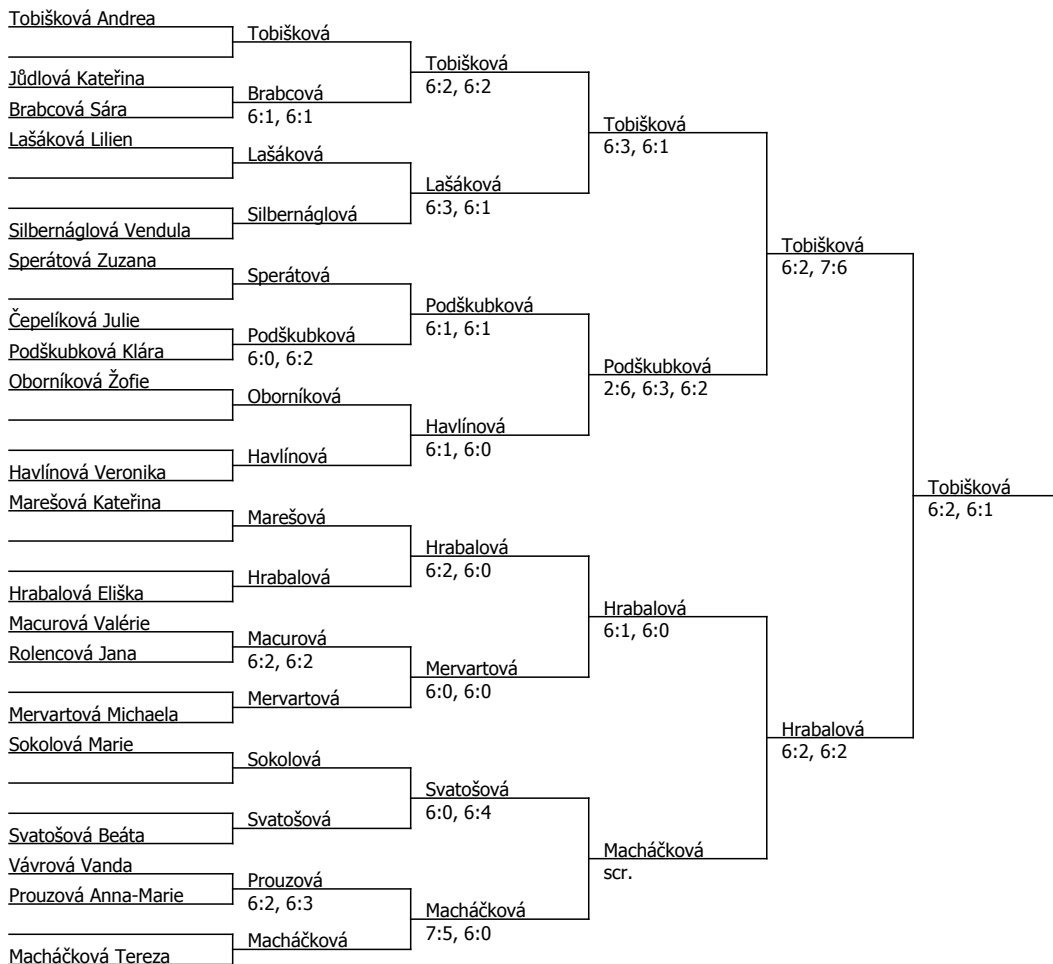 Tobišková Andrea
Jůdlová Kateřina
Brabcová Sára
Lašáková Lilien
Silbernáglová Vendula
Sperátová Zuzana
Čepelíková Julie
Podškubková Klára
Oborníková Žofie
Havlínová Veronika
Marešová Kateřina
Hrabalová Eliška
Macurová Valérie
Rolencová Jana
Mervartová Michaela
Sokolová Marie
Svatošová Beáta
Vávrová Vanda
Prouzová Anna-Marie
Macháčková Tereza
Tobišková
Brabcová
6:1, 6:1
Lašáková
Silbernáglová
Sperátová
Podškubková
6:0, 6:2
Oborníková
Havlínová
Marešová
Hrabalová
Macurová
6:2, 6:2
Mervartová
Sokolová
Svatošová
Prouzová
6:2, 6:3
Macháčková
Tobišková
6:2, 6:2
Lašáková
6:3, 6:1
Podškubková
6:1, 6:1
Havlínová
6:1, 6:0
Hrabalová
6:2, 6:0
Mervartová
6:0, 6:0
Svatošová
6:0, 6:4
Macháčková
7:5, 6:0
Tobišková
6:3, 6:1
Podškubková
2:6, 6:3, 6:2
Hrabalová
6:1, 6:0
Macháčková
scr.
Tobišková
6:2, 7:6
Hrabalová
6:2, 6:2
Tobišková
6:2, 6:1